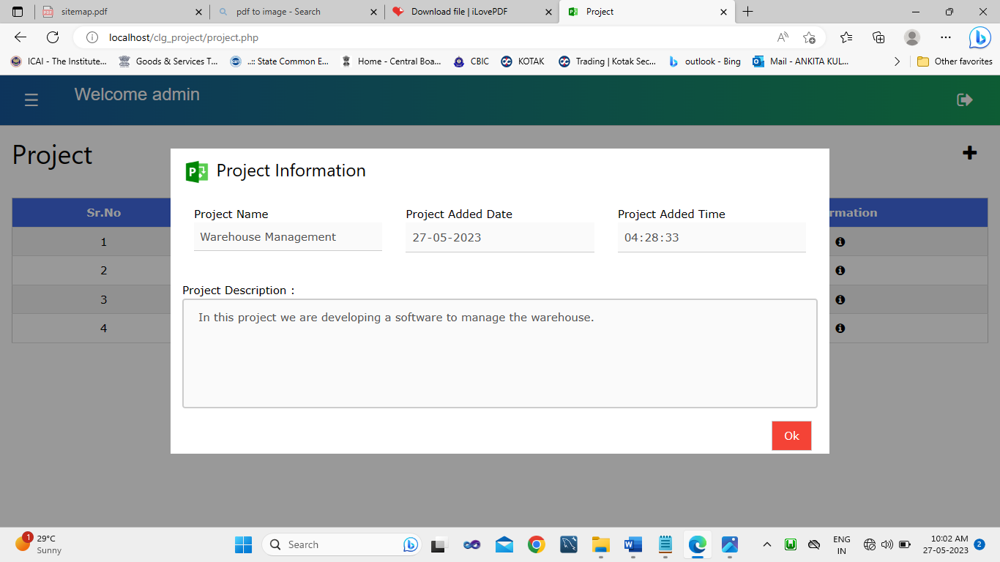 sitemap.pdf
pdf to image - Search
Download file | iLovePDF
Project
localhost/clg_project/project.php
ICAI - The Institute...
Goods & Services T...
..:: State Common E...
Home - Central Boa...
CBIC
KOTAK
Trading | Kotak Sec...
outlook - Bing
Mail - ANKITA KUL...
Other favorites
Welcome admin
Project
Project Information
Sr.No
rmation
1
2
3
4
Project Name
Project Added Date
Project Added Time
Warehouse Management
27-05-2023
04:28:33
Project Description :
In this project we are developing a software to manage the warehouse.
Ok
1
29°C
Sunny
Search
ENG
IN
10:02 AM
27-05-2023
2